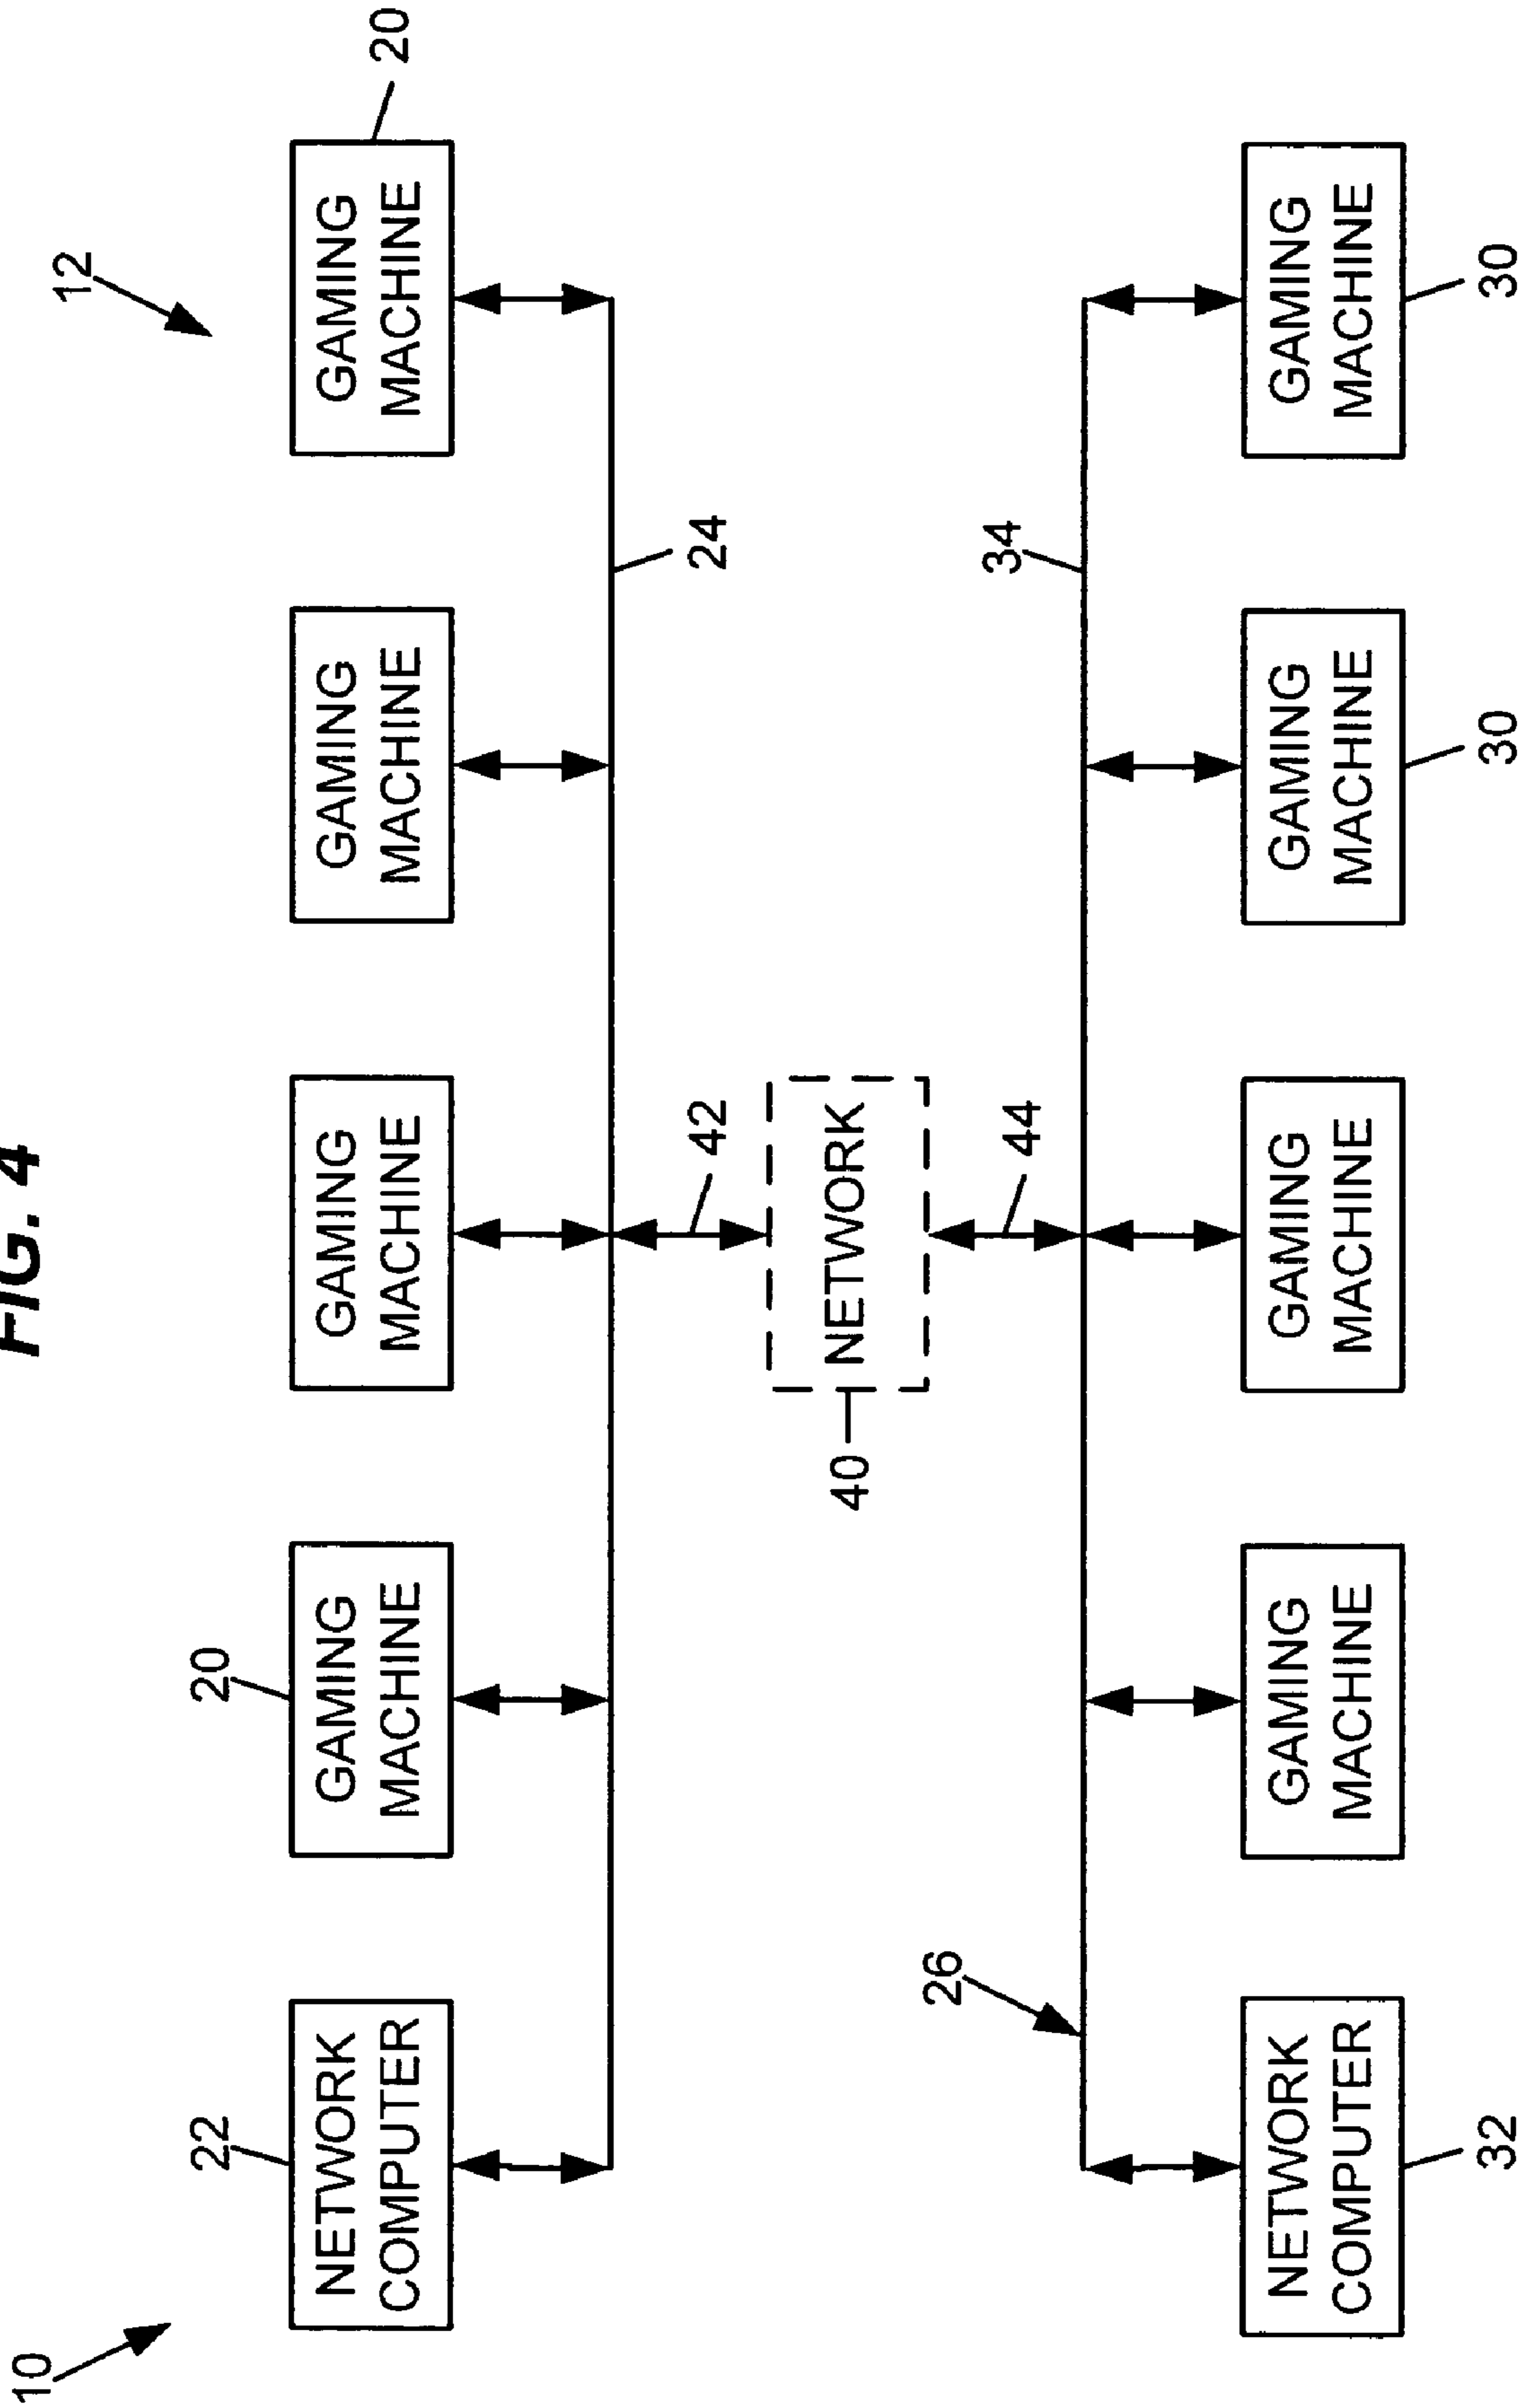 FIG. 4
10
12
22
20
20
NETWORK
COMPUTER
GAMING
MACHINE
GAMING
MACHINE
GAMING
MACHINE
GAMING
MACHINE
42
24
40
NETWORK
26
44
34
NETWORK
COMPUTER
GAMING
MACHINE
GAMING
MACHINE
GAMING
MACHINE
GAMING
MACHINE
32
30
30